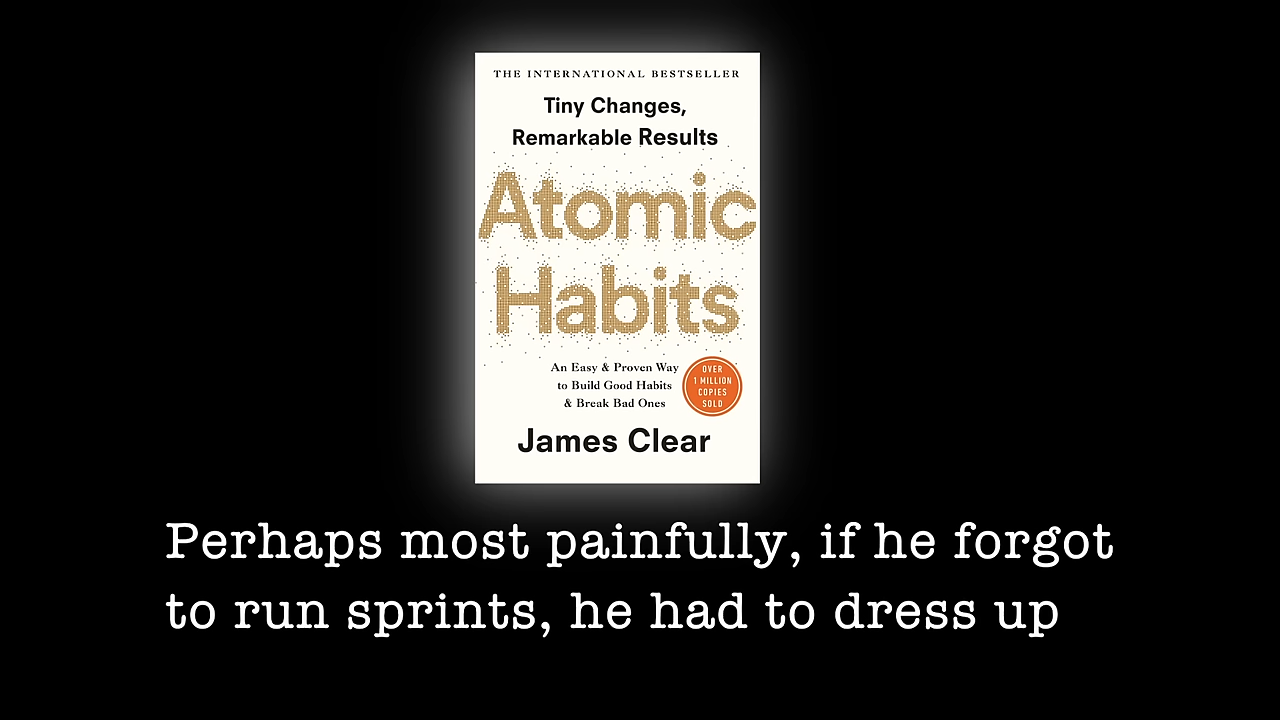 THE INTERNATIONAL BESTSELLER
Tiny Changes,
Remarkable Results
Atomic
Habits
An Easy & Proven Way
to Build Good Habits
& Break Bad Ones
OVER
1 MILLION
COPIES
SOLD
James Clear
Perhaps most painfully, if he forgot
to run sprints, he had to dress up